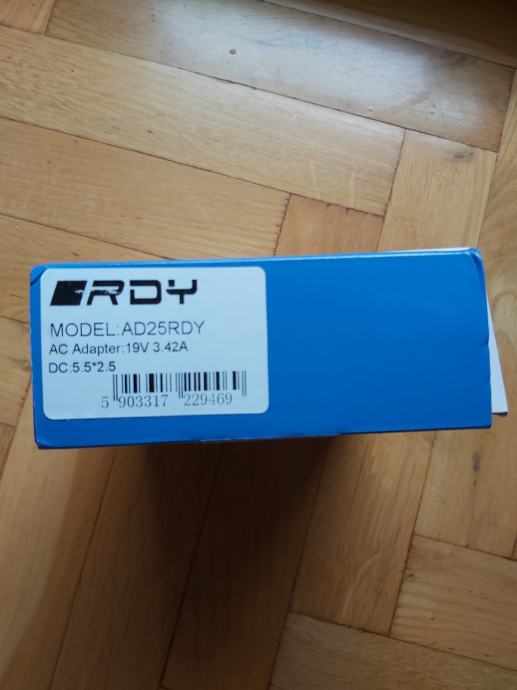 RDY
MODEL:AD25RDY
AC Adapter:19V 3.42A
DC:5.5*2.5
5 903317 229469